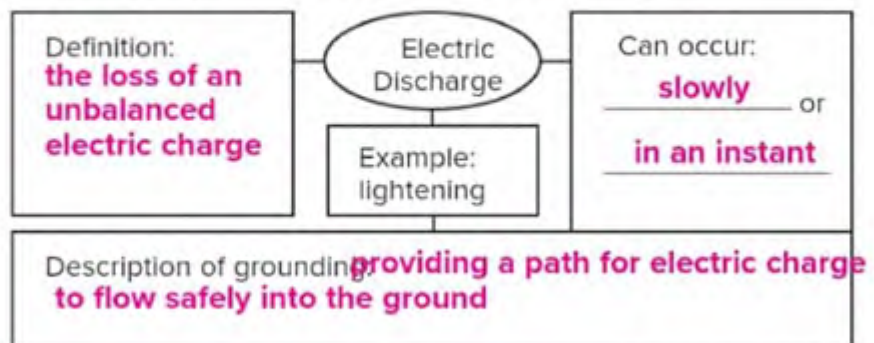 Definition:
the loss of an
unbalanced
electric charge
Electric
Discharge
Example:
lightening
Can occur:
slowly or
in an instant
Description of grounding: providing a path for electric charge
to flow safely into the ground